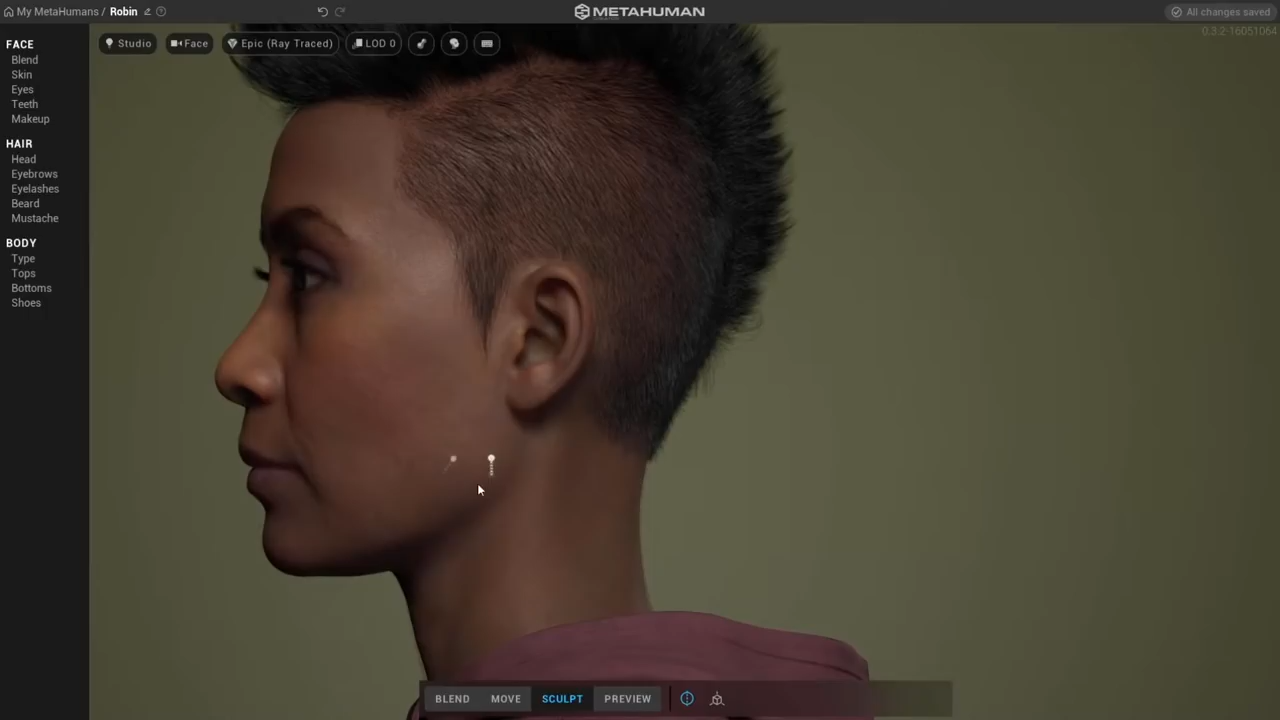 My MetaHumans / Robin
METAHUMAN
All changes saved
0.3.2-16051064
Studio
Face
Epic (Ray Traced)
LOD 0
FACE
Blend
Skin
Eyes
Teeth
Makeup
HAIR
Head
Eyebrows
Eyelashes
Beard
Mustache
BODY
Type
Tops
Bottoms
Shoes
BLEND MOVE SCULPT PREVIEW